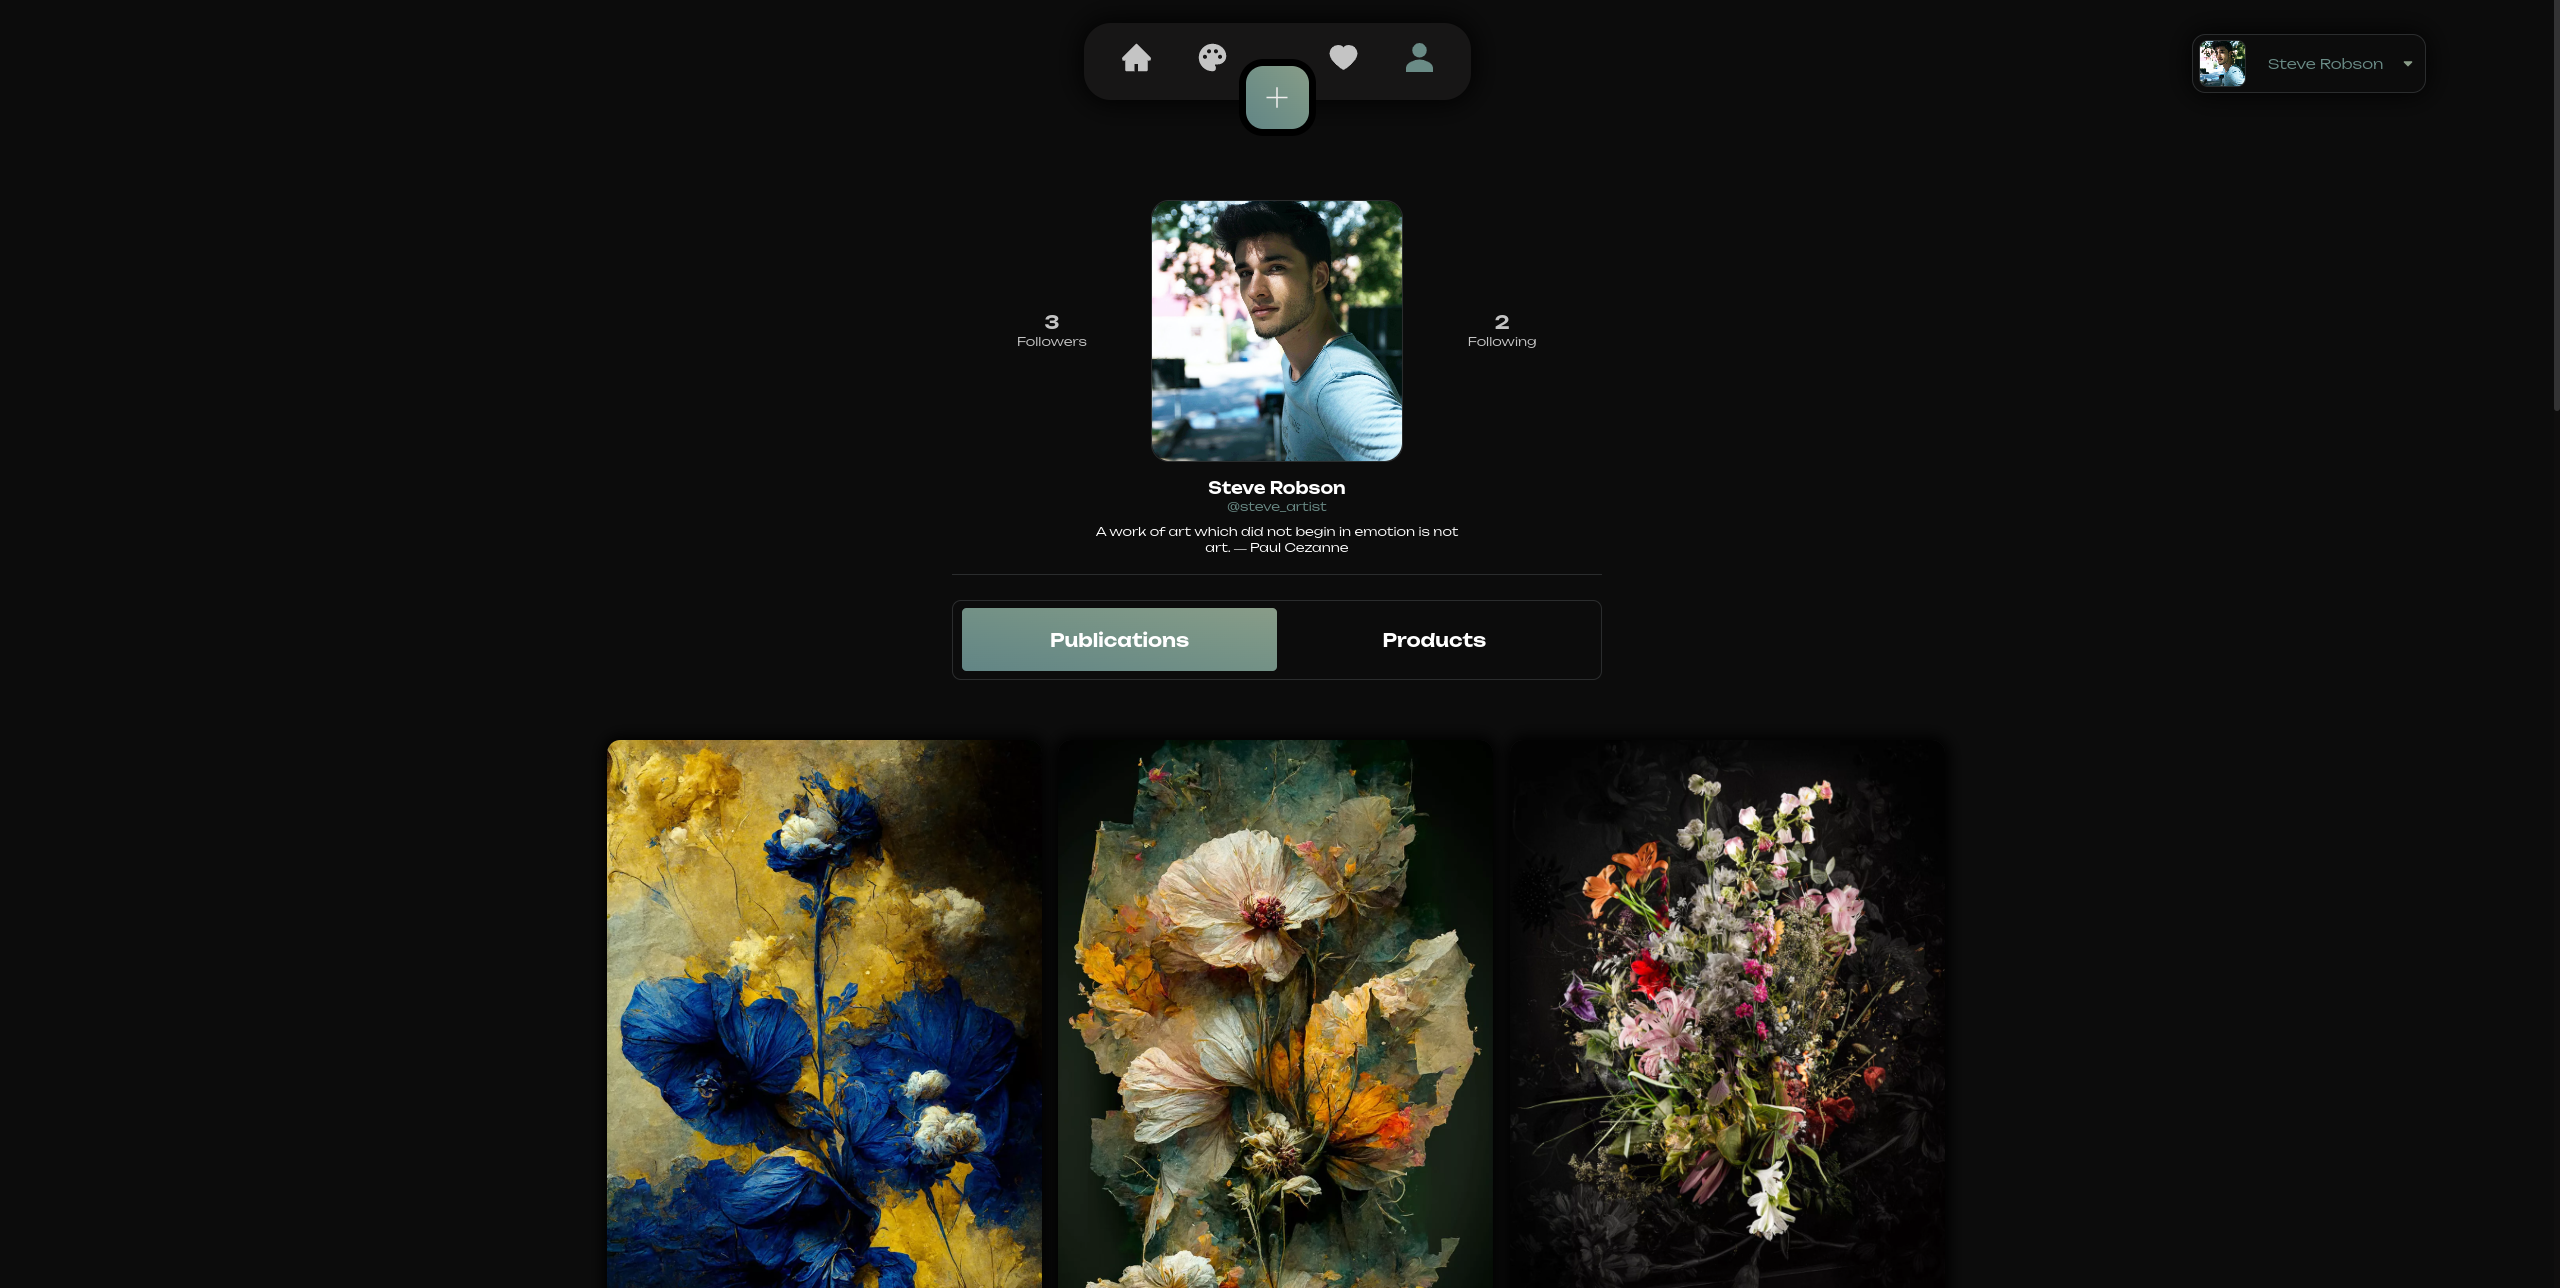 Steve Robson
3
Followers
2
Following
Steve Robson
@steve_artist
A work of art which did not begin in emotion is not
art. — Paul Cezanne
Publications
Products